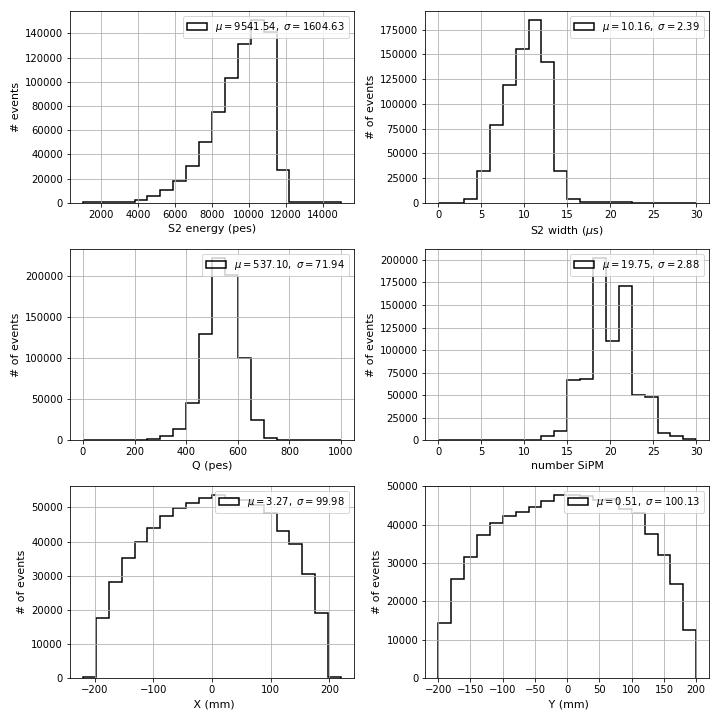 μ = 9541.54, σ = 1604.63
140000
120000
100000
80000
60000
40000
20000
0
# events
2000 4000 6000 8000 10000 12000 14000
S2 energy (pes)
μ = 10.16, σ = 2.39
175000
150000
125000
100000
75000
50000
25000
0
# of events
0 5 10 15 20 25 30
S2 width (μs)
μ = 537.10, σ = 71.94
200000
150000
100000
50000
0
# of events
0 200 400 600 800 1000
Q (pes)
μ = 19.75, σ = 2.88
200000
175000
150000
125000
100000
75000
50000
25000
0
# of events
0 5 10 15 20 25 30
number SiPM
μ = 3.27, σ = 99.98
50000
40000
30000
20000
10000
0
# of events
−200 −100 0 100 200
X (mm)
μ = 0.51, σ = 100.13
50000
40000
30000
20000
10000
0
# of events
−200 −150 −100 −50 0 50 100 150 200
Y (mm)